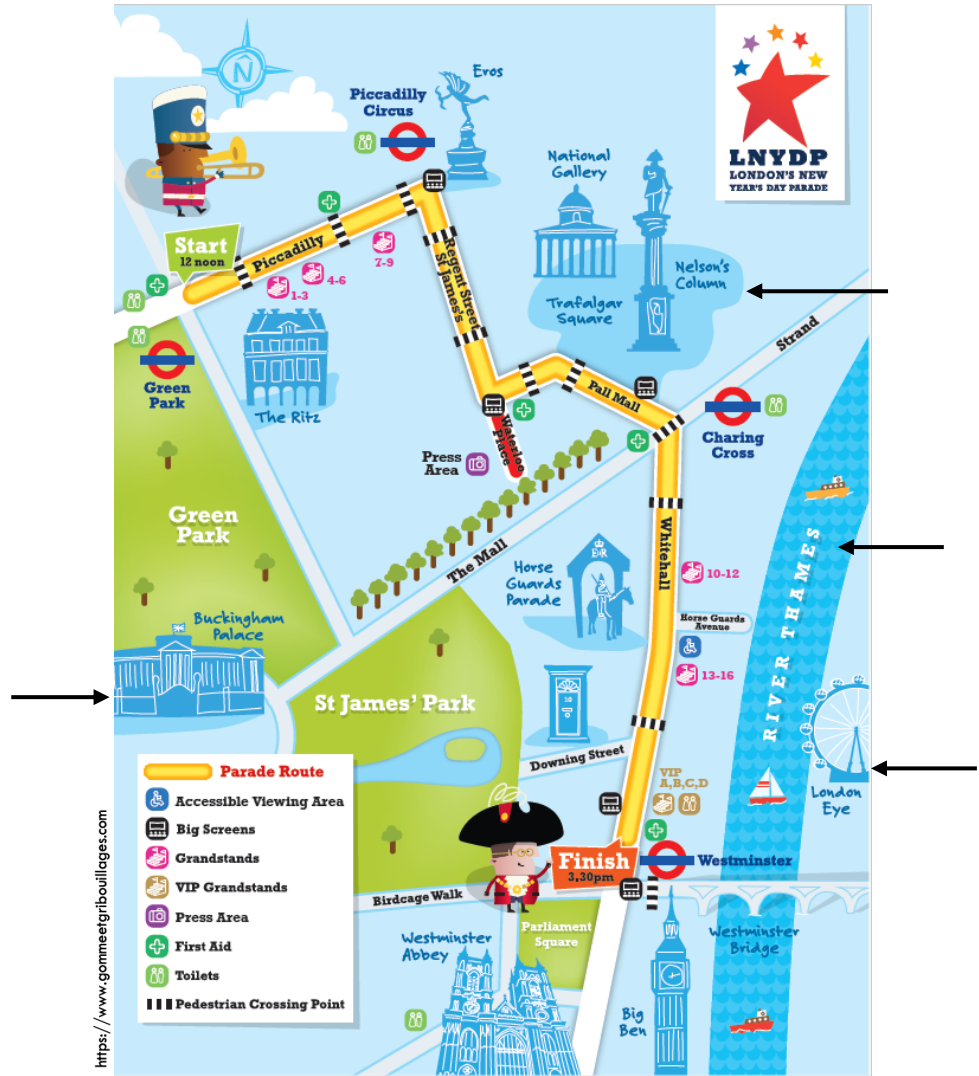 N
LNYDP
LONDON'S NEW
YEAR'S DAY PARADE
Eros
Piccadilly
Circus
National
Gallery
Nelson's
Column
Trafalgar
Square
Start
12 noon
Piccadilly
1-3
4-6
7-9
Regent Street
St James's
Strand
Green
Park
The Ritz
Pall Mall
Charing
Cross
Waterloo
Place
Press
Area
Green
Park
The Mall
Whitehall
Horse
Guards
Parade
E R
10-12
Horse Guards
Avenue
13-16
RIVER THAMES
Buckingham
Palace
St James' Park
10
Downing Street
VIP
A,B,C,D
London
Eye
Finish
3.30pm
Westminster
Birdcage Walk
Parliament
Square
Westminster
Abbey
Westminster
Bridge
Big
Ben
Parade Route
Accessible Viewing Area
Big Screens
Grandstands
VIP Grandstands
Press Area
First Aid
Toilets
Pedestrian Crossing Point
https://www.gommeetgribouillages.com